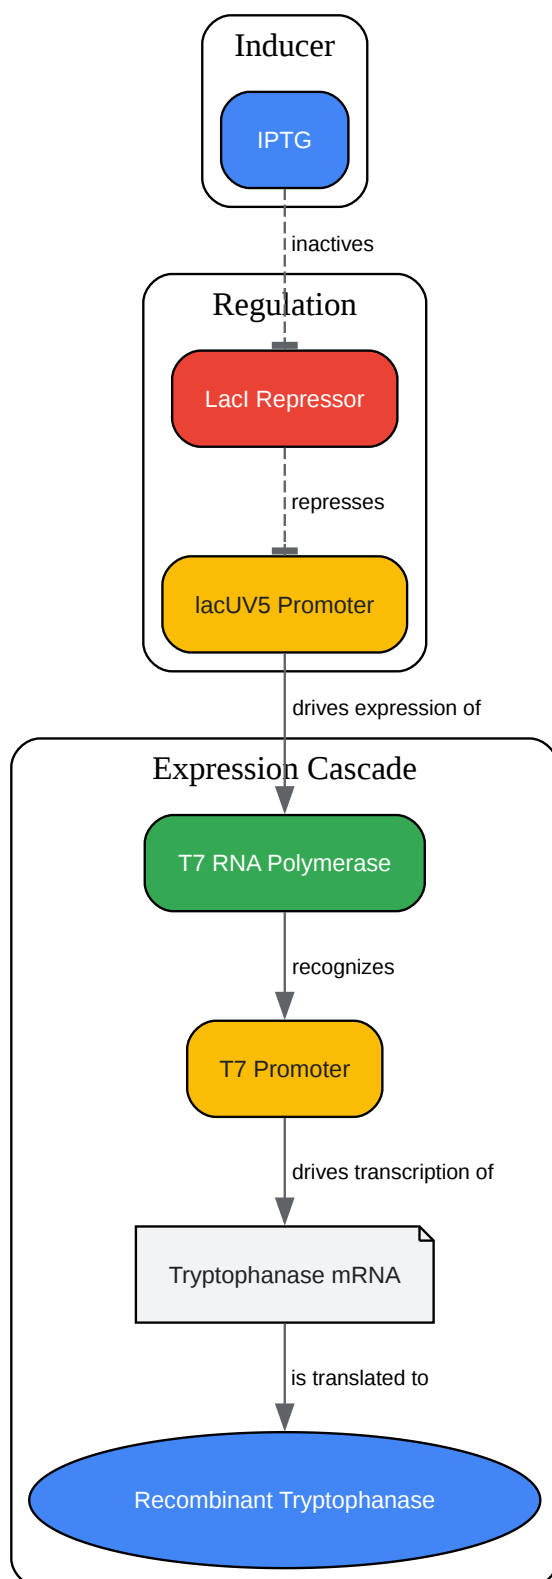 Inducer
IPTG
inactives
Regulation
LacI Repressor
represses
lacUV5 Promoter
drives expression of
Expression Cascade
T7 RNA Polymerase
recognizes
T7 Promoter
drives transcription of
Tryptophanase mRNA
is translated to
Recombinant Tryptophanase